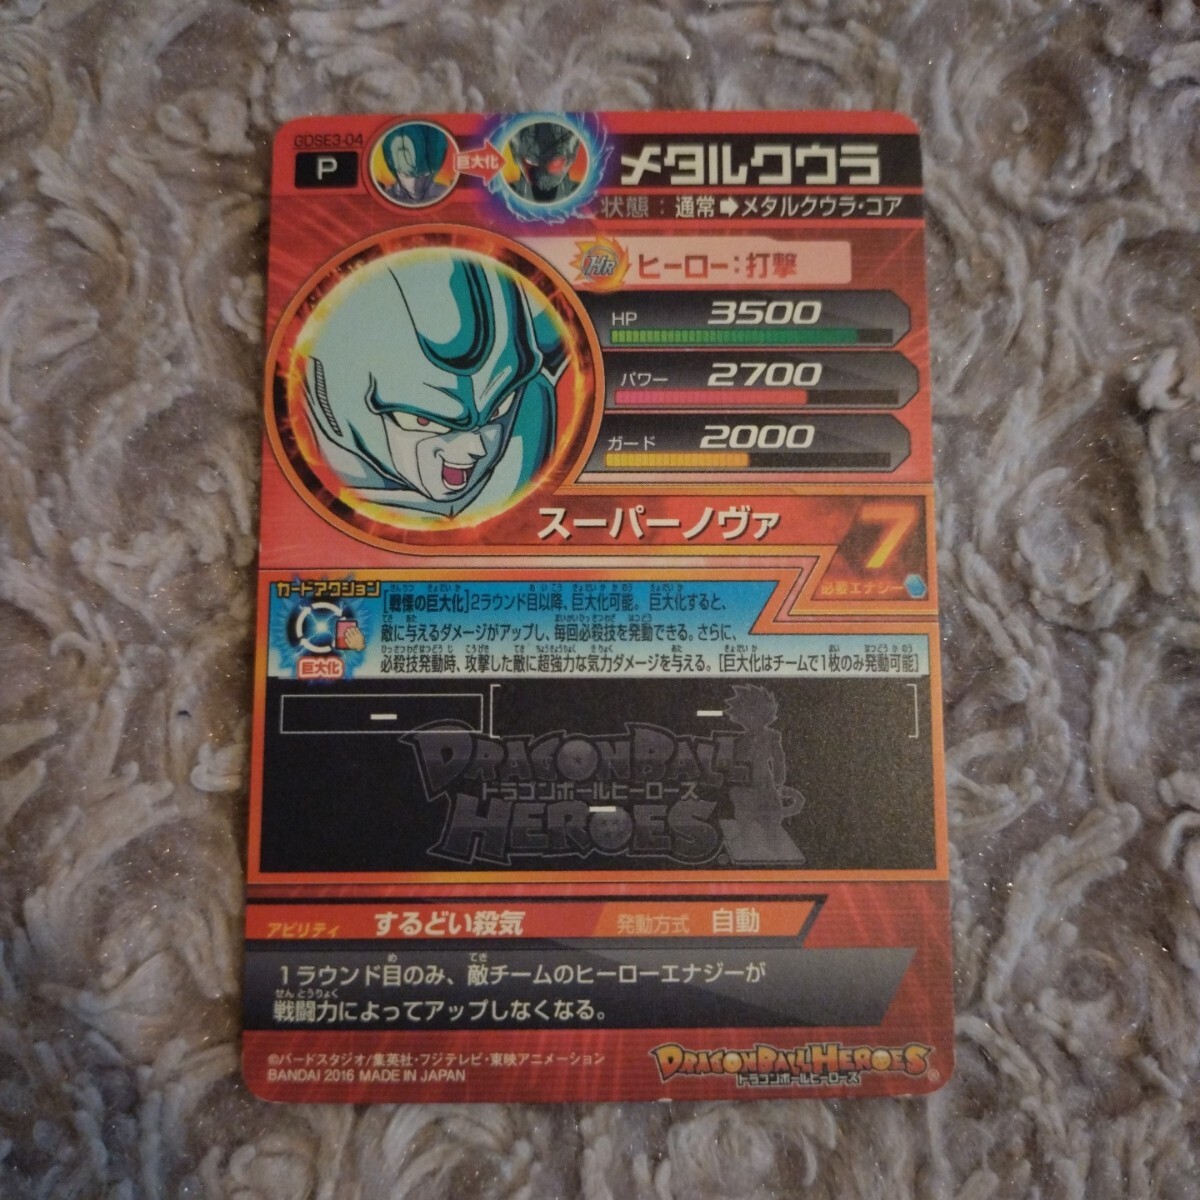 GDSE3-04
P
巨大化
メタルクウラ
状態：通常➡メタルクウラ・コア
HR ヒーロー：打撃
HP 3500
パワー 2700
ガード 2000
スーパーノヴァ
7
必要エナジー
カードアクション
巨大化
[戦慄の巨大化]2ラウンド目以降、巨大化可能。巨大化すると、
敵に与えるダメージがアップし、毎回必殺技を発動できる。さらに、
必殺技発動時、攻撃した敵に超強力な気力ダメージを与える。[巨大化はチームで1枚のみ発動可能]
ー
ー
DRAGONBALL
ドラゴンボールヒーローズ
ー
HEROES
アビリティ するどい殺気 発動方式 自動
1ラウンド目のみ、敵チームのヒーローエナジーが
戦闘力によってアップしなくなる。
©バードスタジオ/集英社・フジテレビ・東映アニメーション
BANDAI 2016 MADE IN JAPAN
DRAGONBALL HEROES®
ドラゴンボールヒーローズ